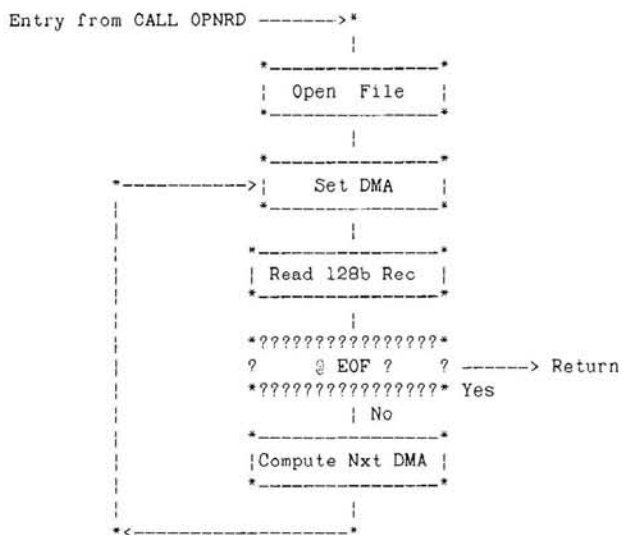 Entry from CALL OPNRD ------->*
Open File
Set DMA
Read 128b Rec
*?????????????????*
? @ EOF ? ? ------> Return
*?????????????????* Yes
No
Compute Nxt DMA